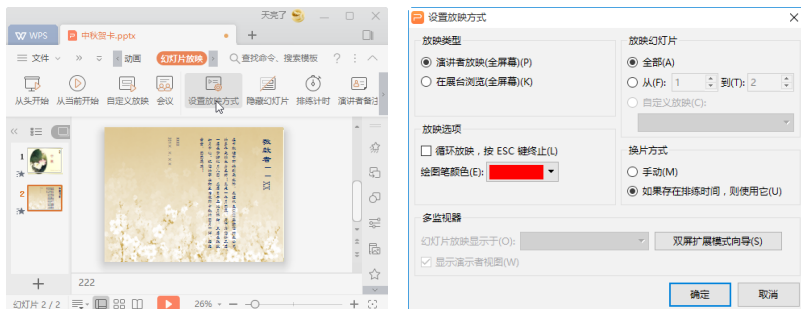 天亮了
WPS
中秋贺卡.pptx
文件
动画
幻灯片放映
查找命令、搜索模板
从头开始
从当前开始
自定义放映
会议
设置放映方式
隐藏幻灯片
排练计时
演讲者备注
1
2
敬启者——XX
222
幻灯片 2 / 2
26%
设置放映方式
放映类型
演讲者放映(全屏幕)(P)
在展台浏览(全屏幕)(K)
放映幻灯片
全部(A)
从(F): 1 到(T): 2
自定义放映(C):
放映选项
循环放映，按 ESC 键终止(L)
绘图笔颜色(E):
换片方式
手动(M)
如果存在排练时间，则使用它(U)
多监视器
幻灯片放映显示于(O):
双屏扩展模式向导(S)
显示演示者视图(W)
确定
取消